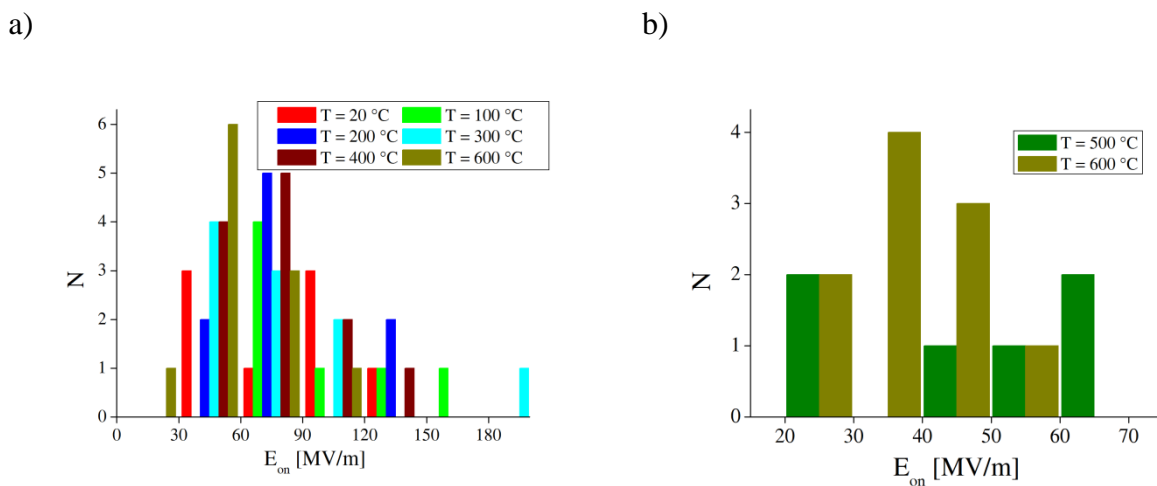 a)
b)
T = 20 °C
T = 100 °C
T = 200 °C
T = 300 °C
T = 400 °C
T = 600 °C
6
5
4
3
2
1
0
N
0 30 60 90 120 150 180
E_on [MV/m]
T = 500 °C
T = 600 °C
4
3
2
1
0
N
20 30 40 50 60 70
E_on [MV/m]